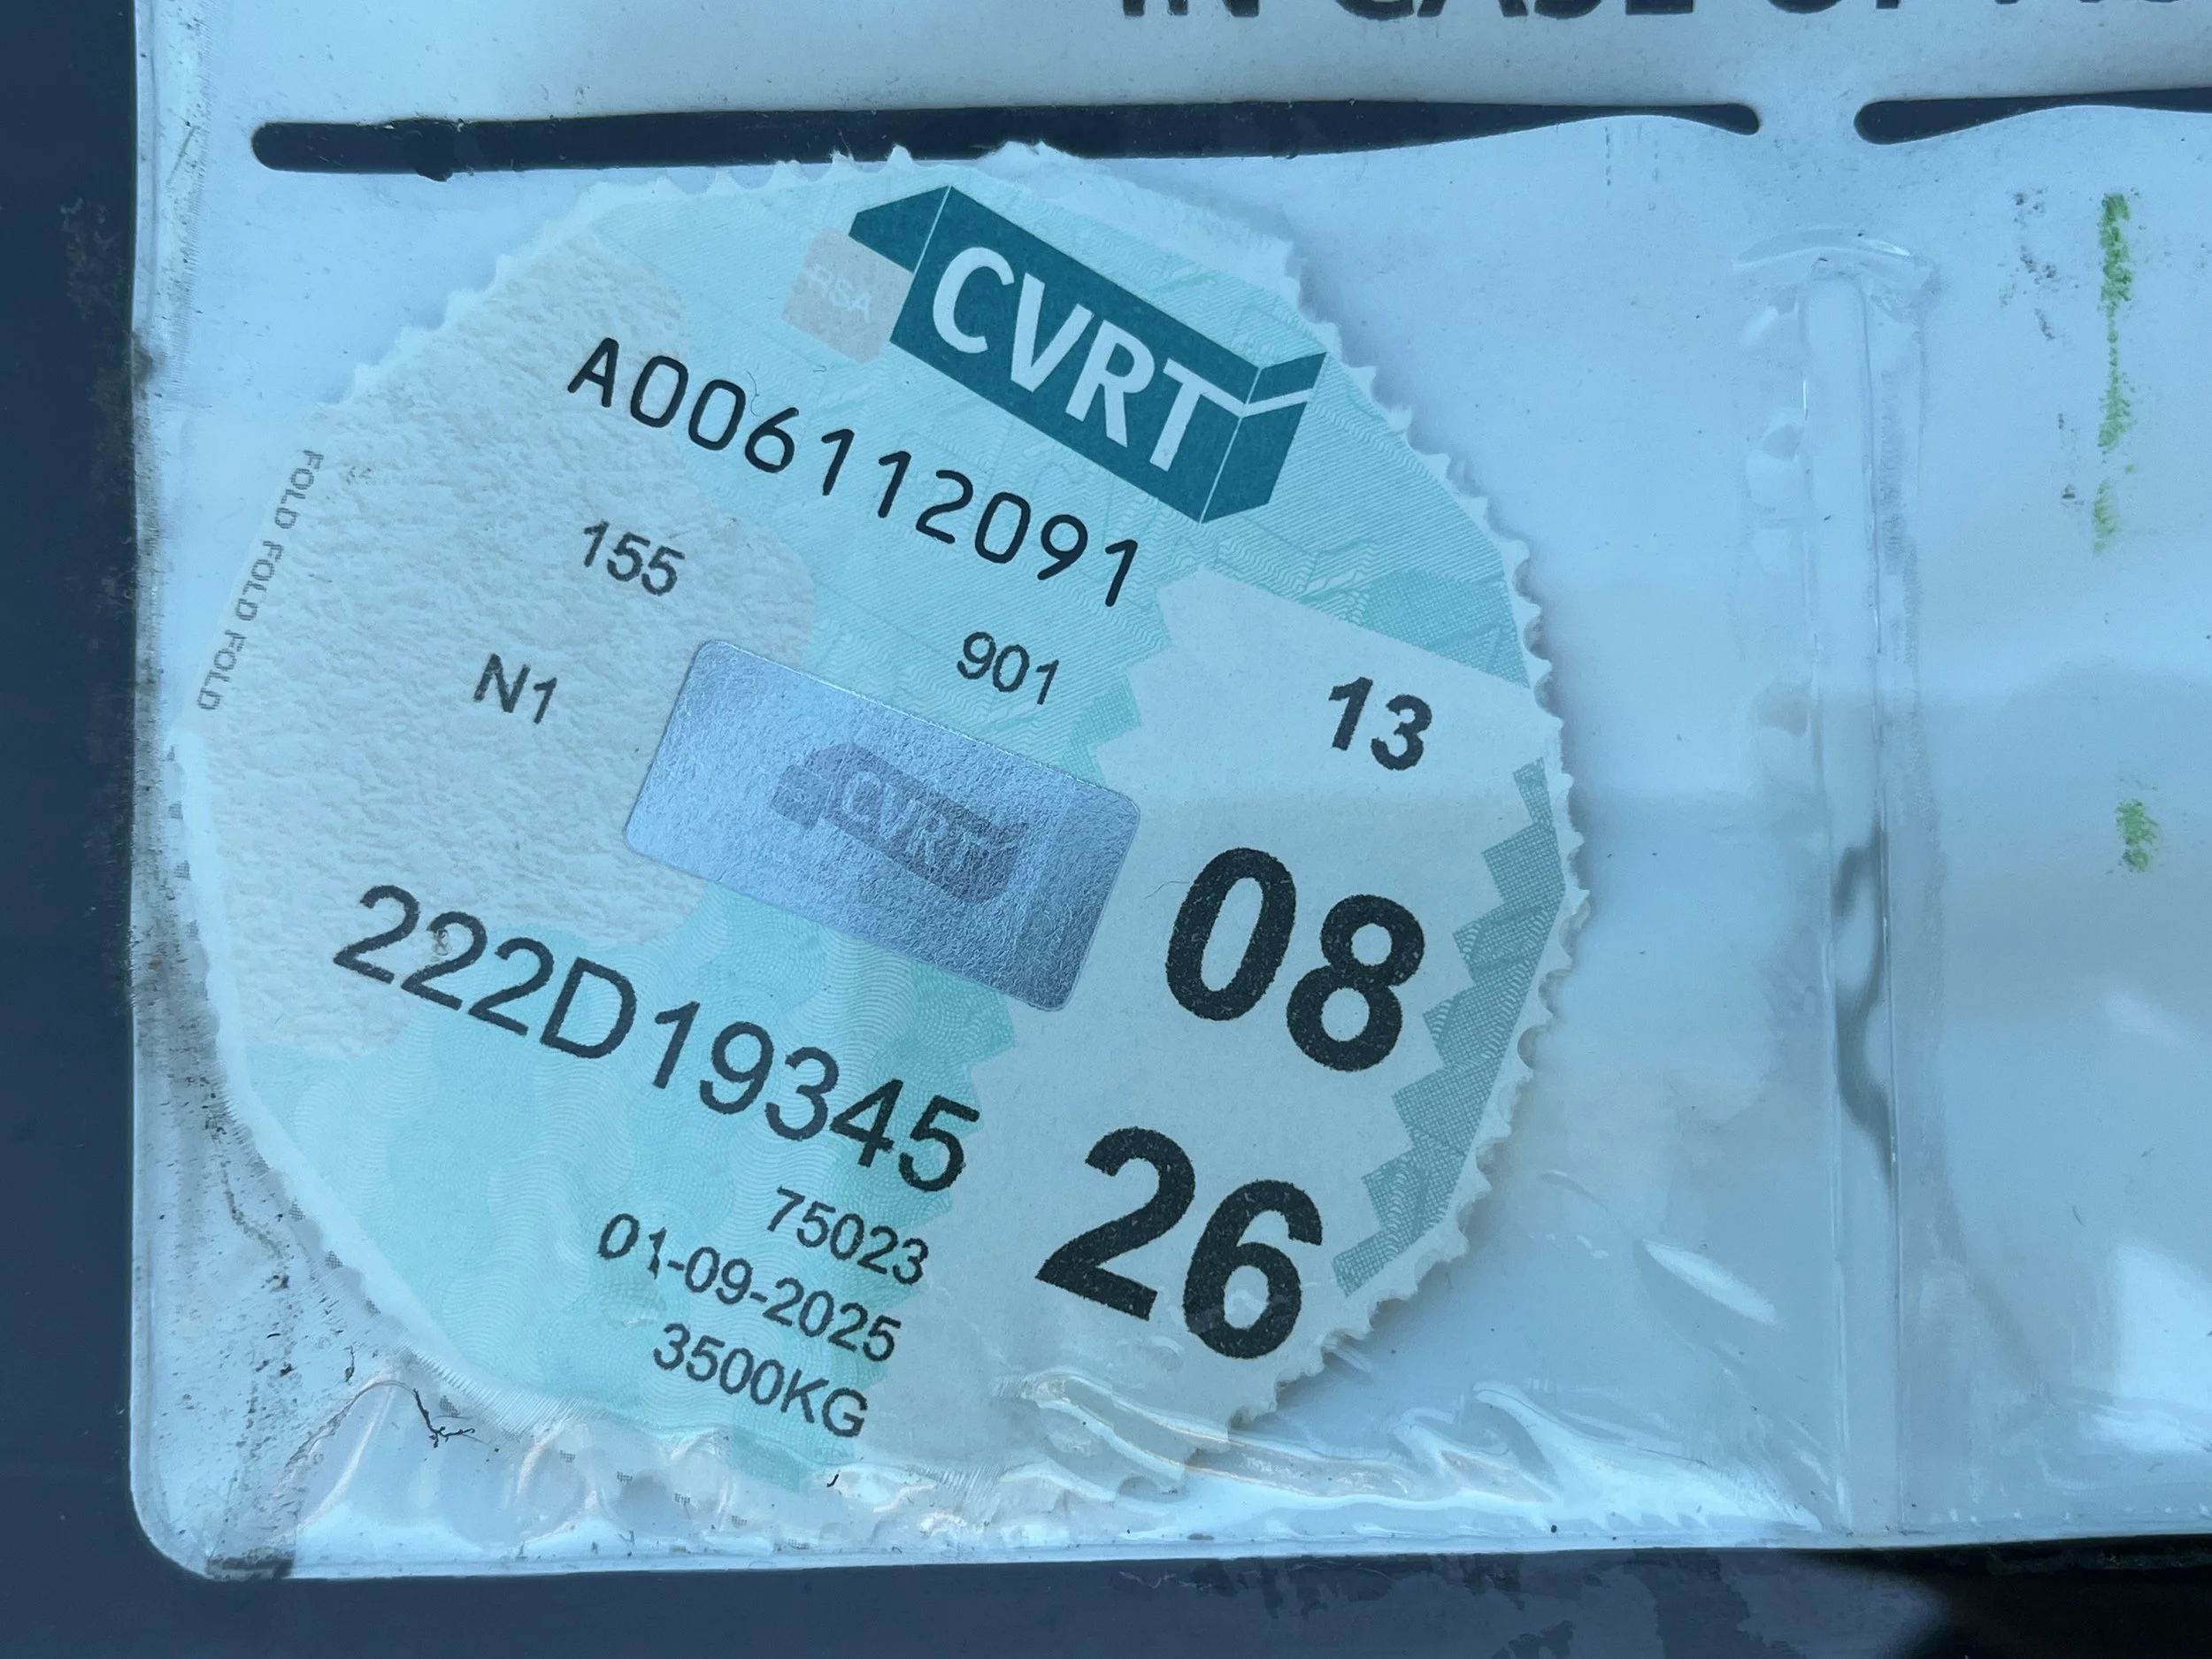 CVRT
RSA
A006112091
155
901
N1
13
CVRT
08
222D19345
26
75023
01-09-2025
3500KG
FOLD FOLD FOLD